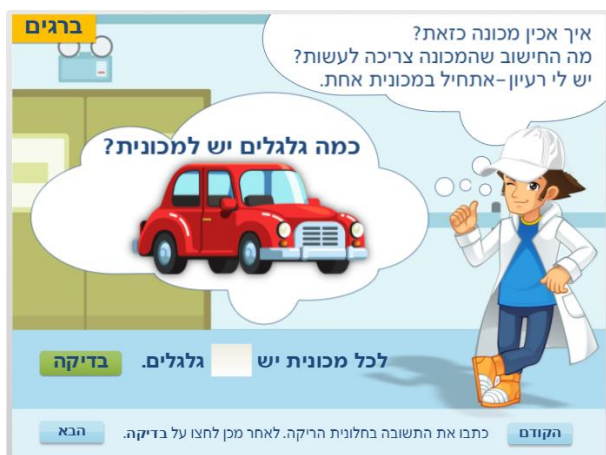 ברגים
איך אכין מכונה כזאת?
מה החישוב שהמכונה צריכה לעשות?
יש לי רעיון-אתחיל במכונית אחת.
כמה גלגלים יש למכונית?
לכל מכונית יש גלגלים.
בדיקה
הקודם
כתבו את התשובה בחלונית הריקה. לאחר מכן לחצו על בדיקה.
הבא